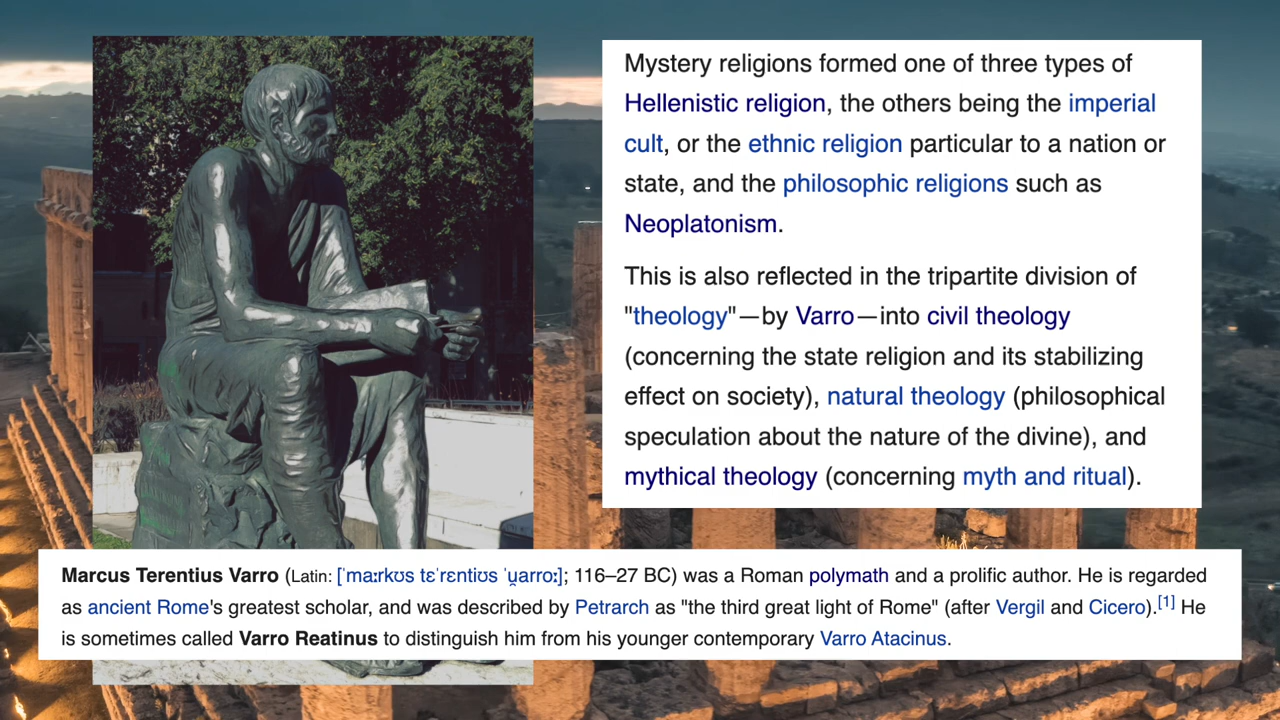 Mystery religions formed one of three types of
Hellenistic religion, the others being the imperial
cult, or the ethnic religion particular to a nation or
state, and the philosophic religions such as
Neoplatonism.
This is also reflected in the tripartite division of
"theology"—by Varro—into civil theology
(concerning the state religion and its stabilizing
effect on society), natural theology (philosophical
speculation about the nature of the divine), and
mythical theology (concerning myth and ritual).
Marcus Terentius Varro (Latin: [ˈmaːrkʊs tɛˈrɛntiʊs ˈu̯arroː]; 116–27 BC) was a Roman polymath and a prolific author. He is regarded
as ancient Rome's greatest scholar, and was described by Petrarch as "the third great light of Rome" (after Vergil and Cicero).[1] He
is sometimes called Varro Reatinus to distinguish him from his younger contemporary Varro Atacinus.